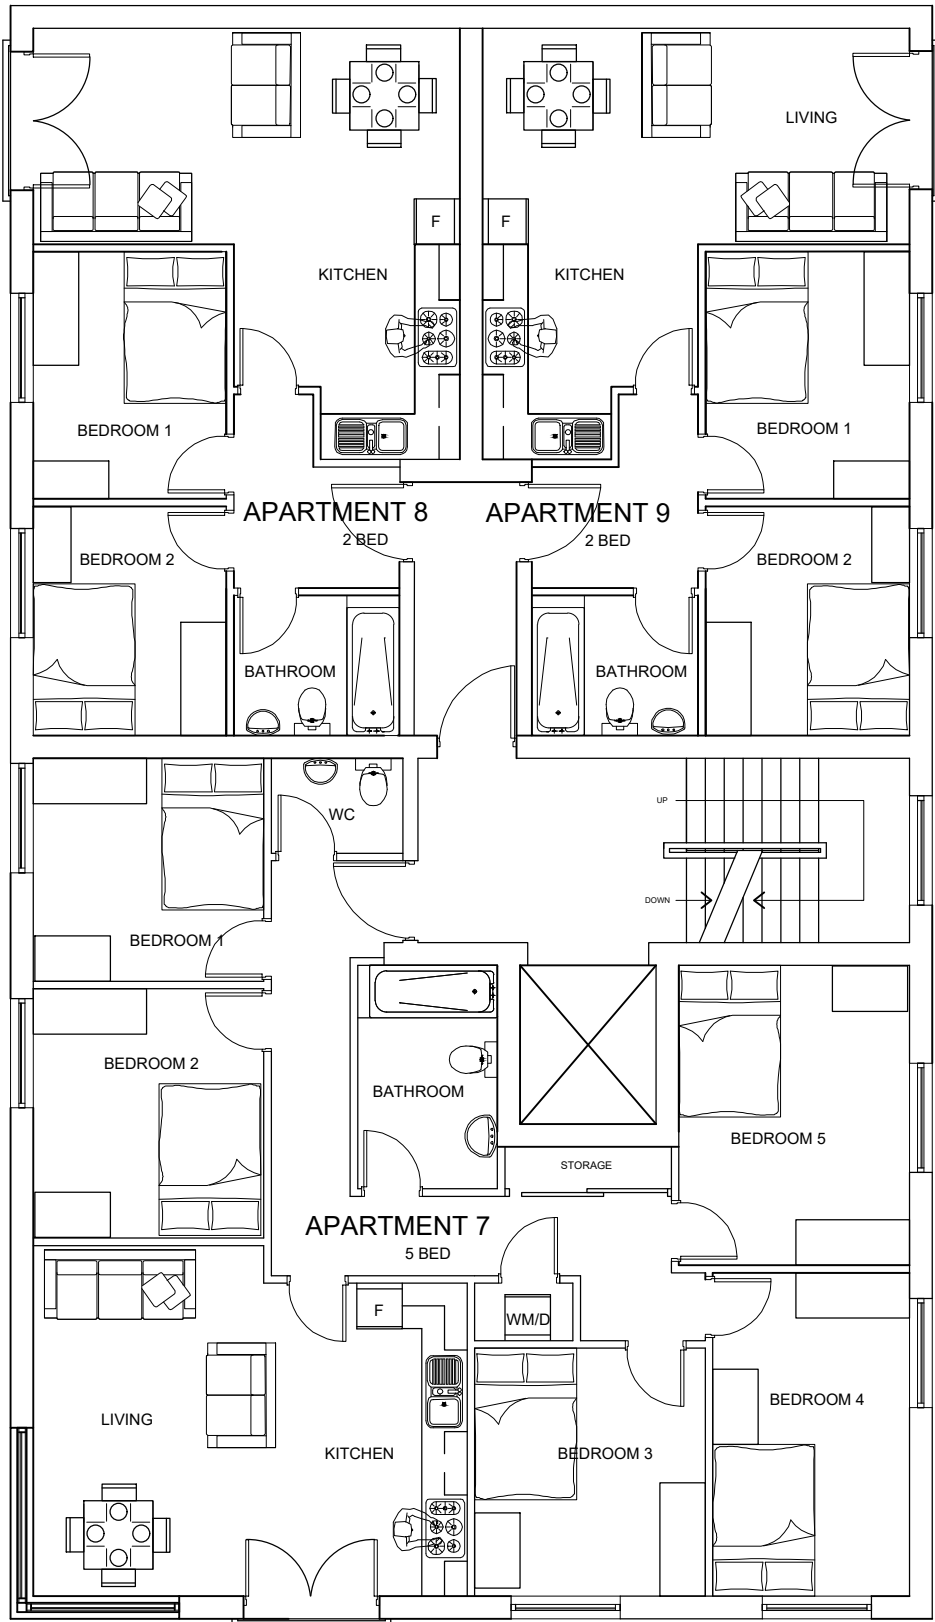 LIVING
F
F
KITCHEN
KITCHEN
BEDROOM 1
BEDROOM 1
APARTMENT 8
2 BED
APARTMENT 9
2 BED
BEDROOM 2
BEDROOM 2
BATHROOM
BATHROOM
UP
WC
DOWN
BEDROOM 1
BEDROOM 2
BATHROOM
BEDROOM 5
STORAGE
APARTMENT 7
5 BED
F
WM/D
LIVING
KITCHEN
BEDROOM 3
BEDROOM 4